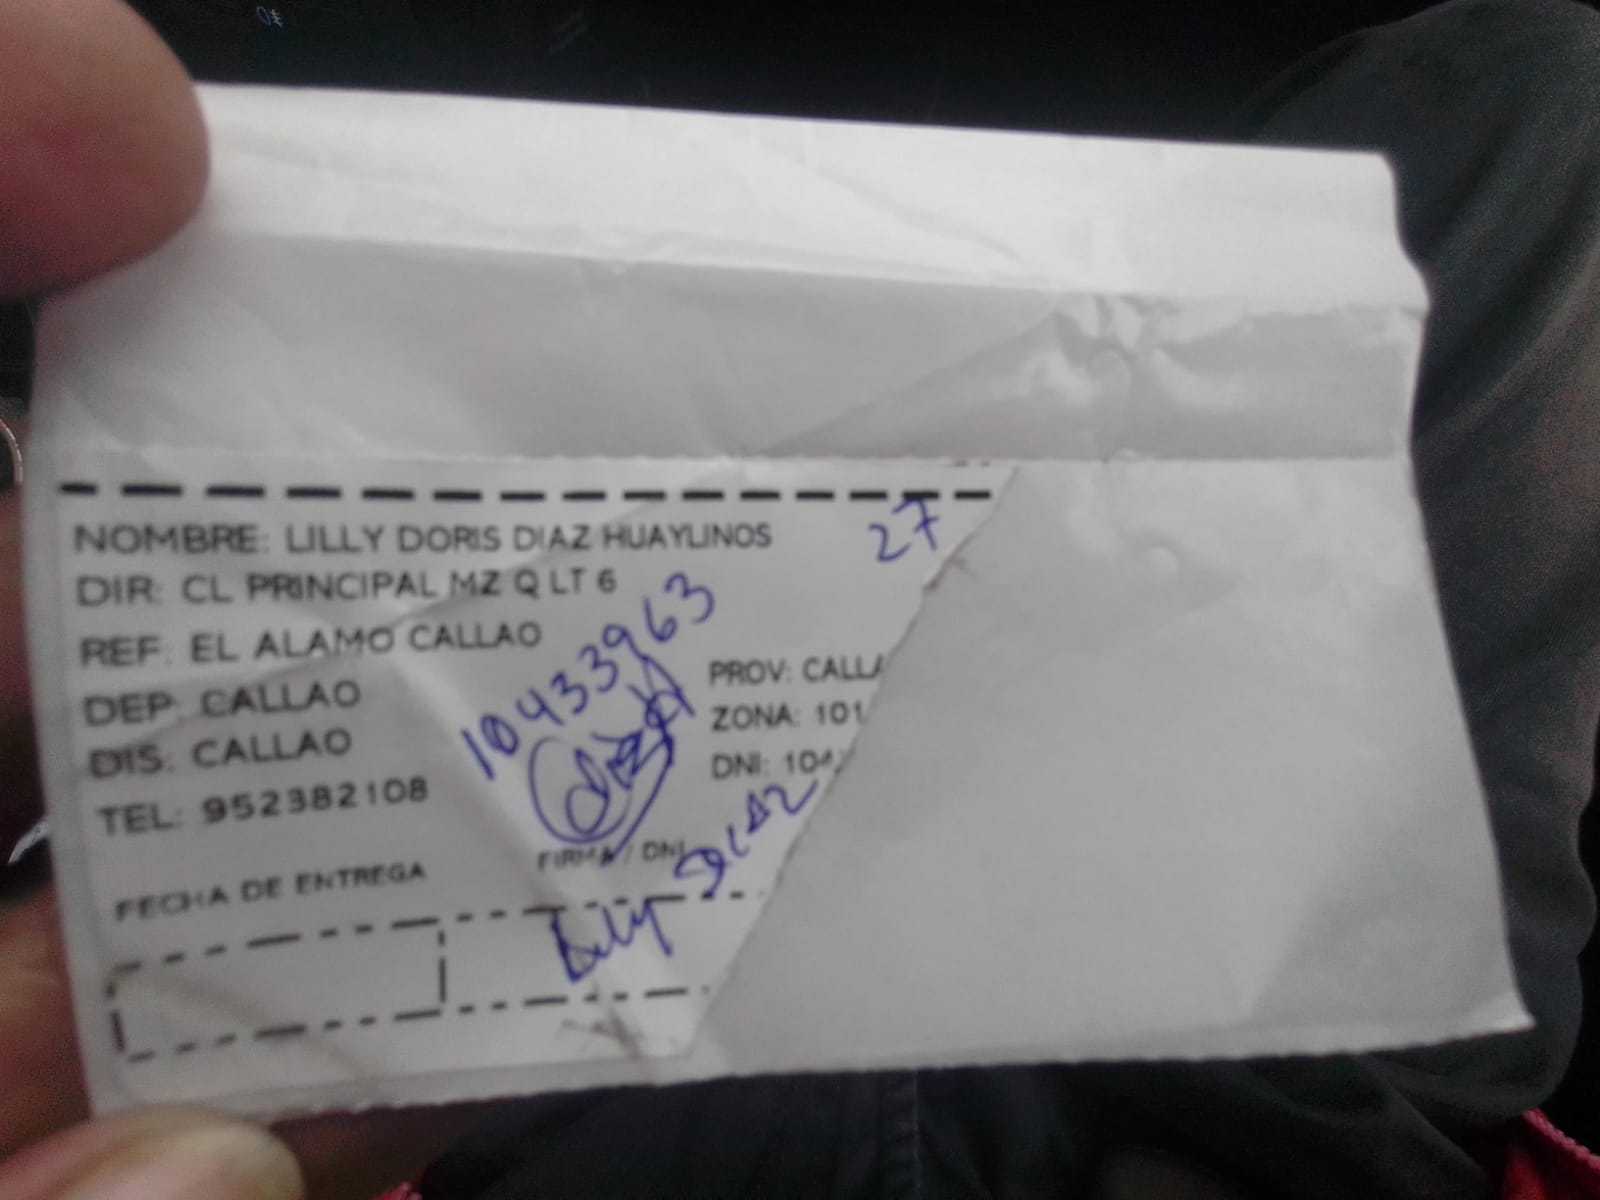 NOMBRE: LILLY DORIS DIAZ HUAYLINOS
27
DIR: CL PRINCIPAL MZ Q LT 6
REF: EL ALAMO CALLAO
10433963
DEP: CALLAO
PROV: CALLA
DIS: CALLAO
ZONA: 101
TEL: 952382108
DNI: 104
FECHA DE ENTREGA
FIRMA / DNI
Lilly Diaz